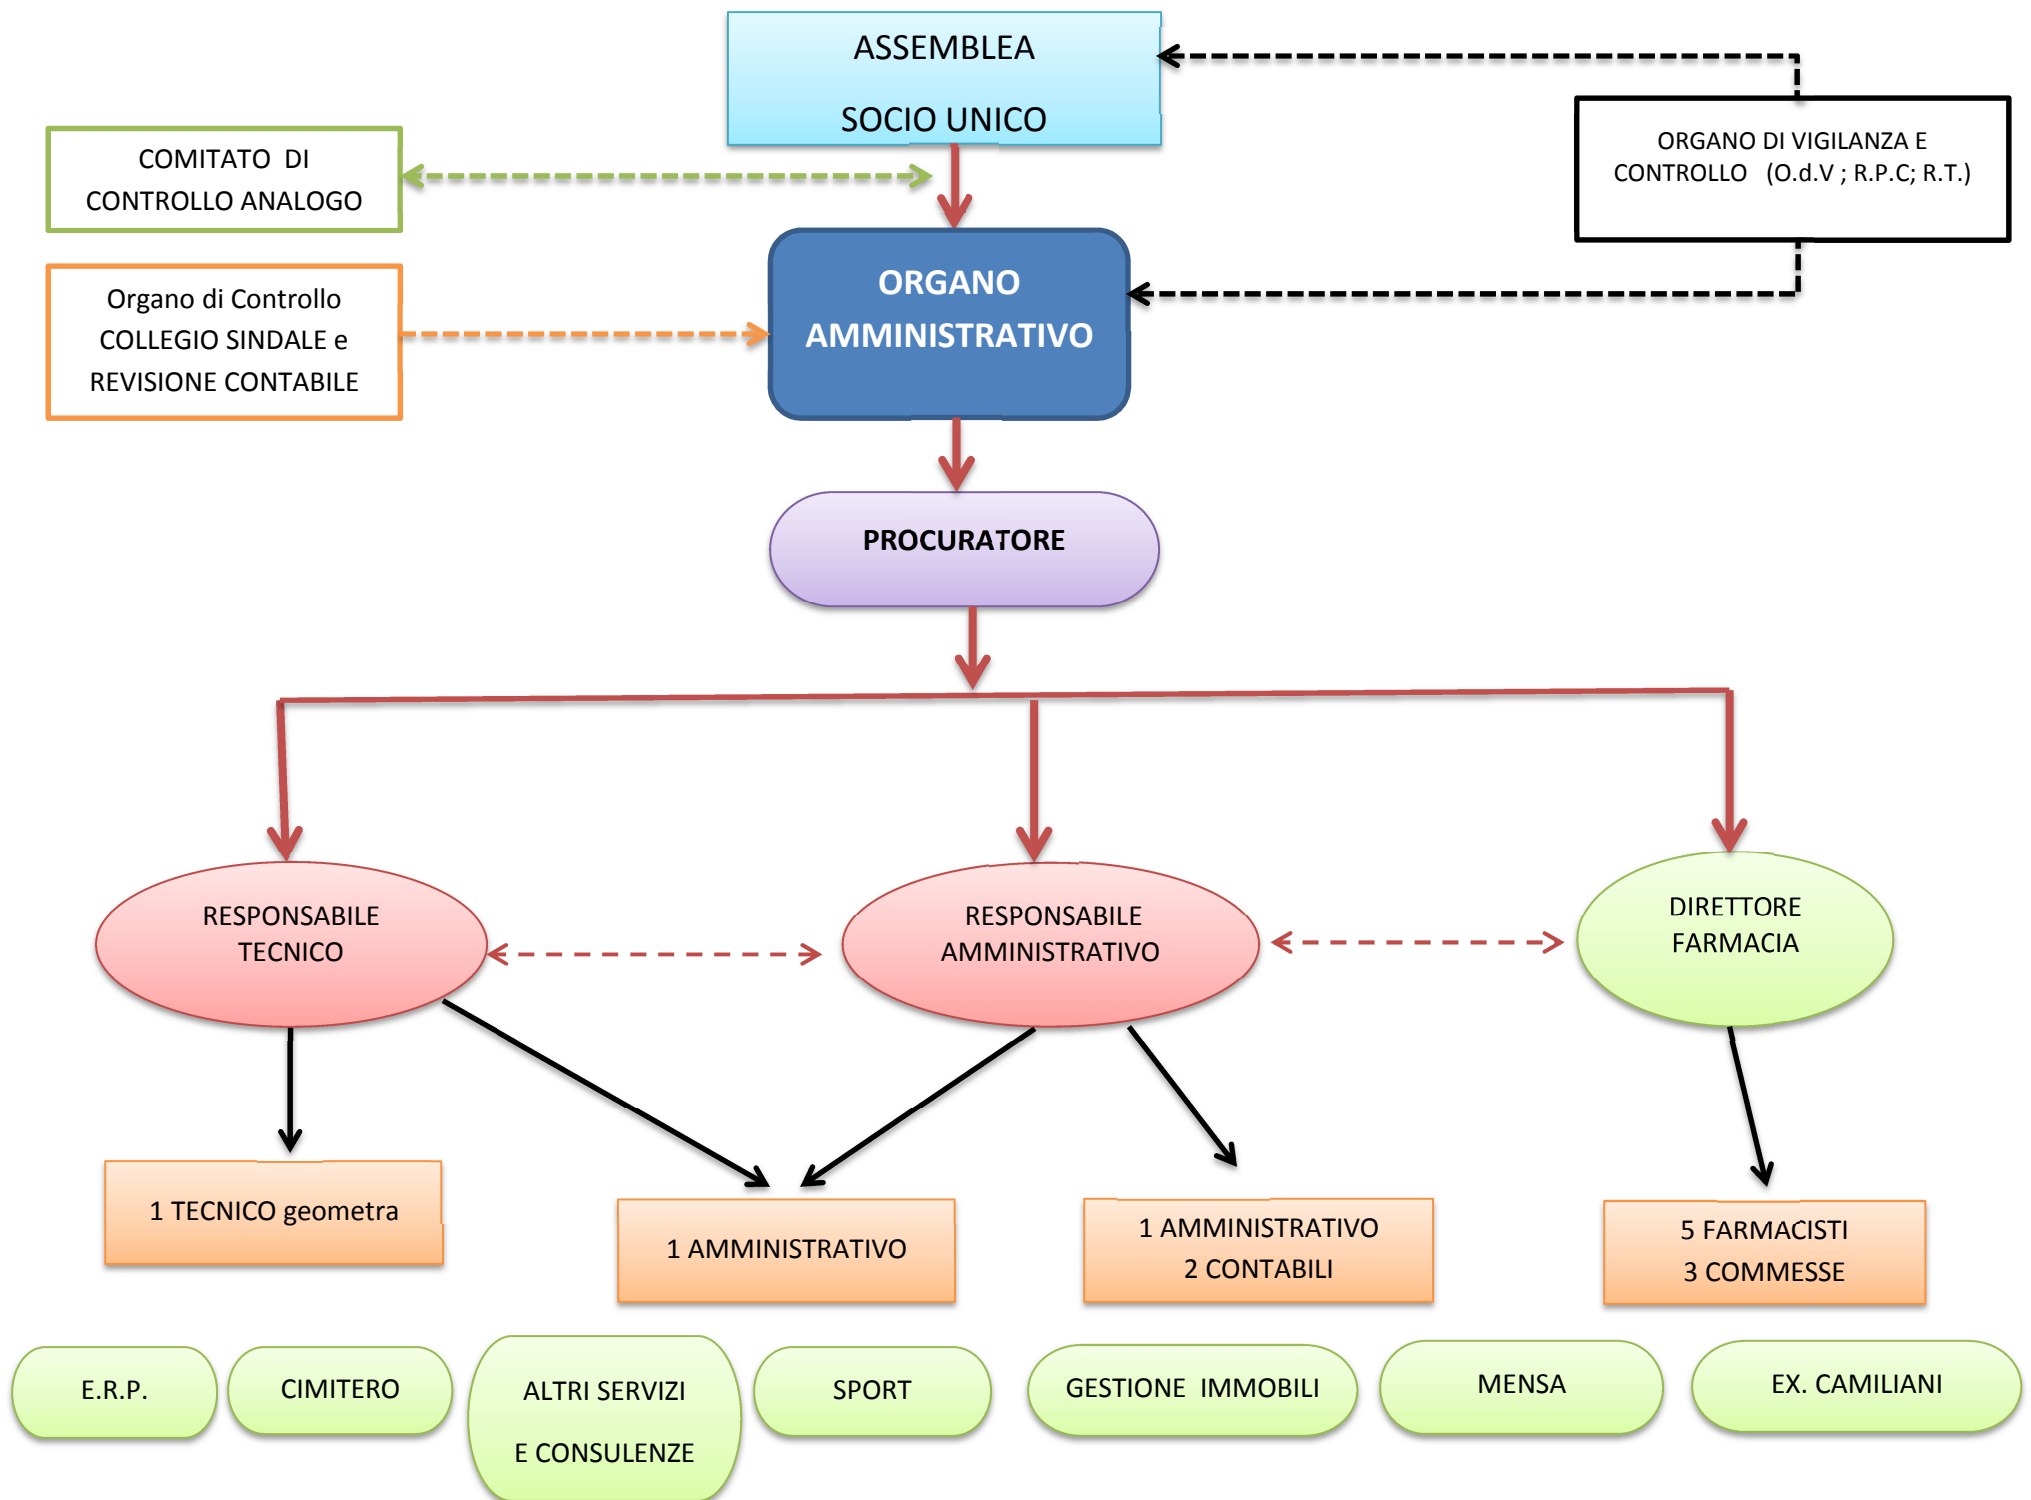 ASSEMBLEA
SOCIO UNICO
COMITATO DI
CONTROLLO ANALOGO
ORGANO DI VIGILANZA E
CONTROLLO (O.d.V ; R.P.C; R.T.)
Organo di Controllo
COLLEGIO SINDALE e
REVISIONE CONTABILE
ORGANO
AMMINISTRATIVO
PROCURATORE
RESPONSABILE
TECNICO
RESPONSABILE
AMMINISTRATIVO
DIRETTORE
FARMACIA
1 TECNICO geometra
1 AMMINISTRATIVO
1 AMMINISTRATIVO
2 CONTABILI
5 FARMACISTI
3 COMMESSE
E.R.P.
CIMITERO
ALTRI SERVIZI
E CONSULENZE
SPORT
GESTIONE IMMOBILI
MENSA
EX. CAMILIANI